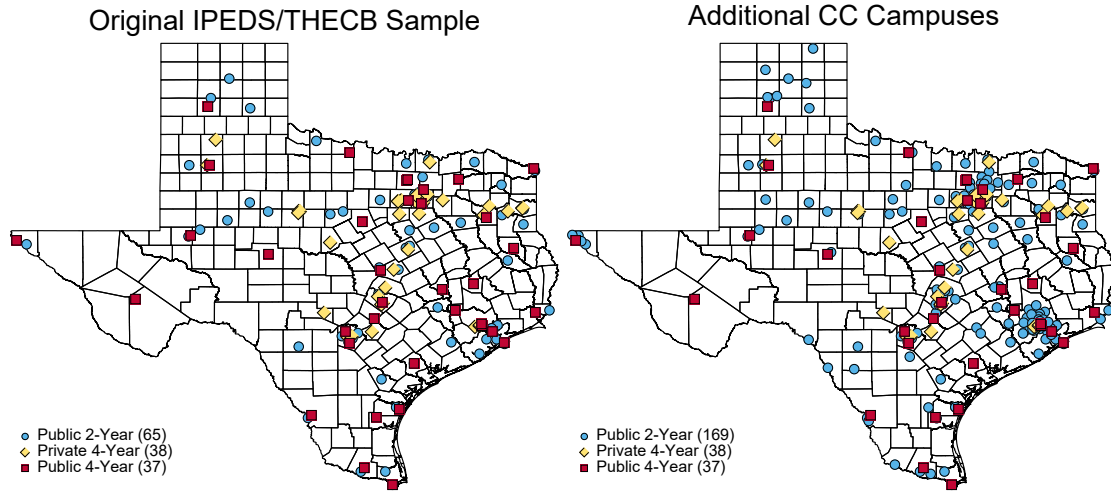 Original IPEDS/THECB Sample
Public 2-Year (65)
Private 4-Year (38)
Public 4-Year (37)
Additional CC Campuses
Public 2-Year (169)
Private 4-Year (38)
Public 4-Year (37)